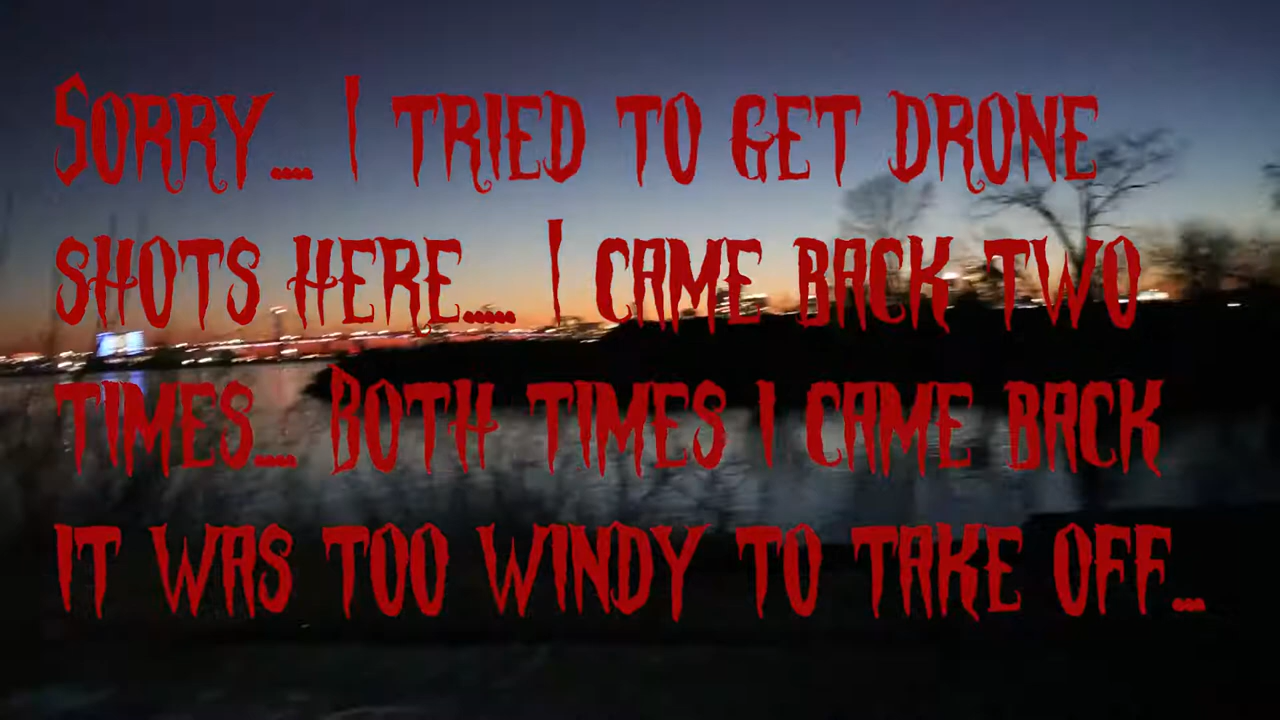 Sorry.... I tried to get drone
shots here..... I came back two
times.... Both times i came back
it was too windy to take off...